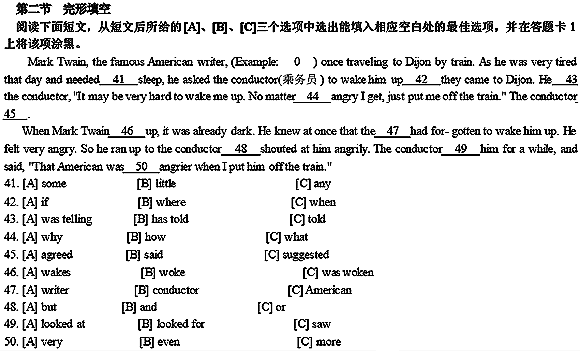 第二节 完形填空
阅读下面短文，从短文后所给的[A]、[B]、[C]三个选项中选出能填入相应空白处的最佳选项，并在答题卡 1
上将该项涂黑。
Mark Twain, the famous American writer, (Example: 0 ) once traveling to Dijon by train. As he was very tired
that day and needed 41 sleep, he asked the conductor(乘务员 ) to wake him up 42 they came to Dijon. He 43
the conductor, "It may be very hard to wake me up. No matter 44 angry I get, just put me off the train." The conductor
45 .
When Mark Twain 46 up, it was already dark. He knew at once that the 47 had for- gotten to wake him up. He
felt very angry. So he ran up to the conductor 48 shouted at him angrily. The conductor 49 him for a while, and
said, "That American was 50 angrier when I put him off the train."
41. [A] some [B] little [C] any
42. [A] if [B] where [C] when
43. [A] was telling [B] has told [C] told
44. [A] why [B] how [C] what
45. [A] agreed [B] said [C] suggested
46. [A] wakes [B] woke [C] was woken
47. [A] writer [B] conductor [C] American
48. [A] but [B] and [C] or
49. [A] looked at [B] looked for [C] saw
50. [A] very [B] even [C] more